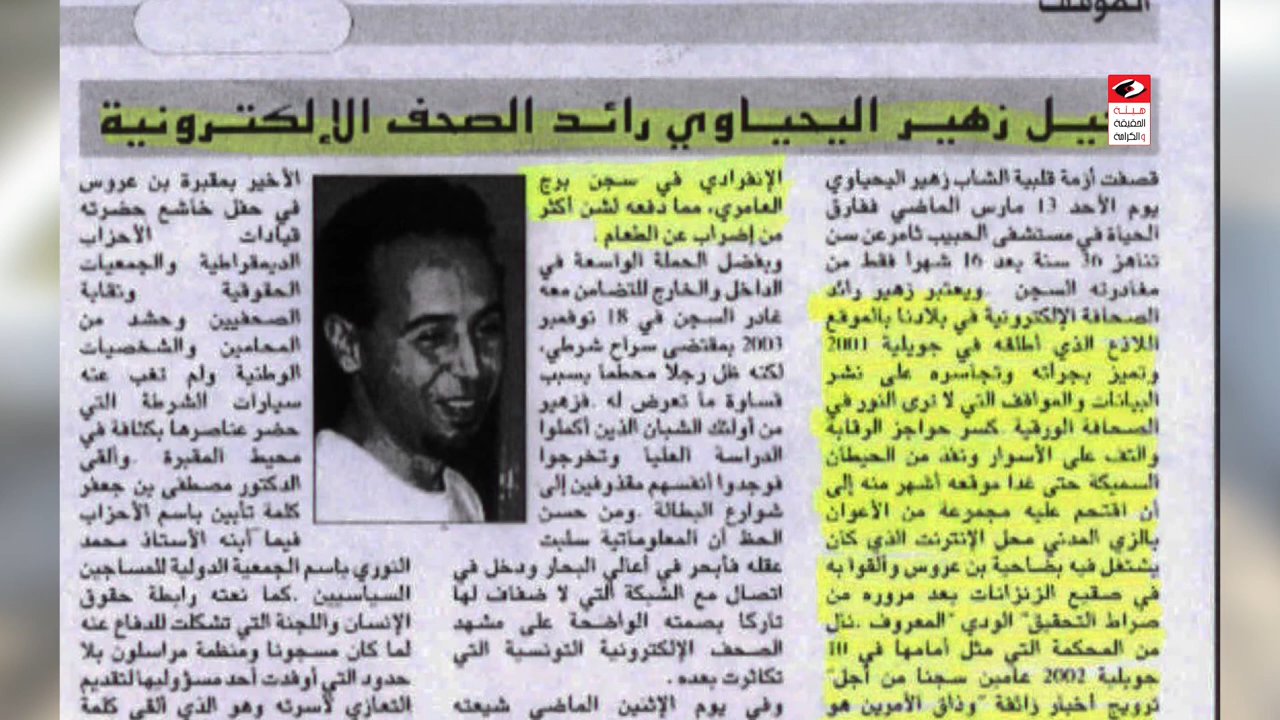 الموقف
هيئة
الحقيقة
والكرامة
زهير اليحياوي رائد الصحف الالكترونية
قصفت أزمة قلبية الشاب زهير اليحياوي
يوم الأحد 13 مارس الماضي ففارق
الحياة في مستشفى الحبيب ثامر عن سن
تناهز 36 سنة بعد 16 شهرا فقط من
مغادرته السجن . ويعتبر زهير رائد
الصحافة الإلكترونية في بلادنا بالموقع
اللاذع الذي أطلقه في جويلية 2001
وتميز بجرأته وتجاسره على نشر
البيانات والمواقف التي لا ترى النور في
الصحافة الورقية .كسر حواجز الرقابة
والتف على الأسوار ونفذ من الحيطان
السميكة حتى غدا موقعه أشهر منه إلى
أن اقتحم عليه مجموعة من الأعوان
بالزي المدني محل الإنترنت الذي كان
يشتغل فيه بضاحية بن عروس وألقوا به
في صقيع الزنزانات بعد مروره من
صراط التحقيق" الودي "المعروف .نال
من المحكمة التي مثل أمامها في 10
جويلية 2002 عامين سجنا من أجل"
ترويج أخبار زائفة "وذاق الأمرين هو
الإنفرادي في سجن برج
العامري، مما دفعه لشن أكثر
من إضراب عن الطعام .
وبفضل الحملة الواسعة في
الداخل والخارج للتضامن معه
غادر السجن في 18 نوفمبر
2003 بمقتضى سراح شرطي،
لكنه ظل رجلا محطما بسبب
قساوة ما تعرض له .فزهير
من أولئك الشبان الذين أكملوا
الدراسة العليا وتخرجوا
فوجدوا أنفسهم مقذوفين إلى
شوارع البطالة .ومن حسن
الحظ أن المعلوماتية سلبت
عقله فأبحر في أعالي البحار ودخل في
اتصال مع الشبكة التي لا ضفاف لها
تاركا بصمته الواضحة على مشهد
الصحف الإلكترونية التونسية التي
تكاثرت بعده .
وفي يوم الإثنين الماضي شيعته
الأخير بمقبرة بن عروس
في حفل خاشع حضرته
قيادات الأحزاب
الديمقراطية والجمعيات
الحقوقية ونقابة
الصحفيين وحشد من
المحامين والشخصيات
الوطنية ولم تغب عنه
سيارات الشرطة التي
حضر عناصرها بكثافة في
محيط المقبرة .وألقى
الدكتور مصطفى بن جعفر
كلمة تأبين باسم الأحزاب
فيما أبنه الأستاذ محمد
النوري باسم الجمعية الدولية للمساجين
السياسيين .كما نعته رابطة حقوق
الإنسان واللجنة التي تشكلت للدفاع عنه
لما كان مسجونا ومنظمة مراسلون بلا
حدود التي أوفدت أحد مسؤوليها لتقديم
التعازي لأسرته وهو الذي ألقى كلمة